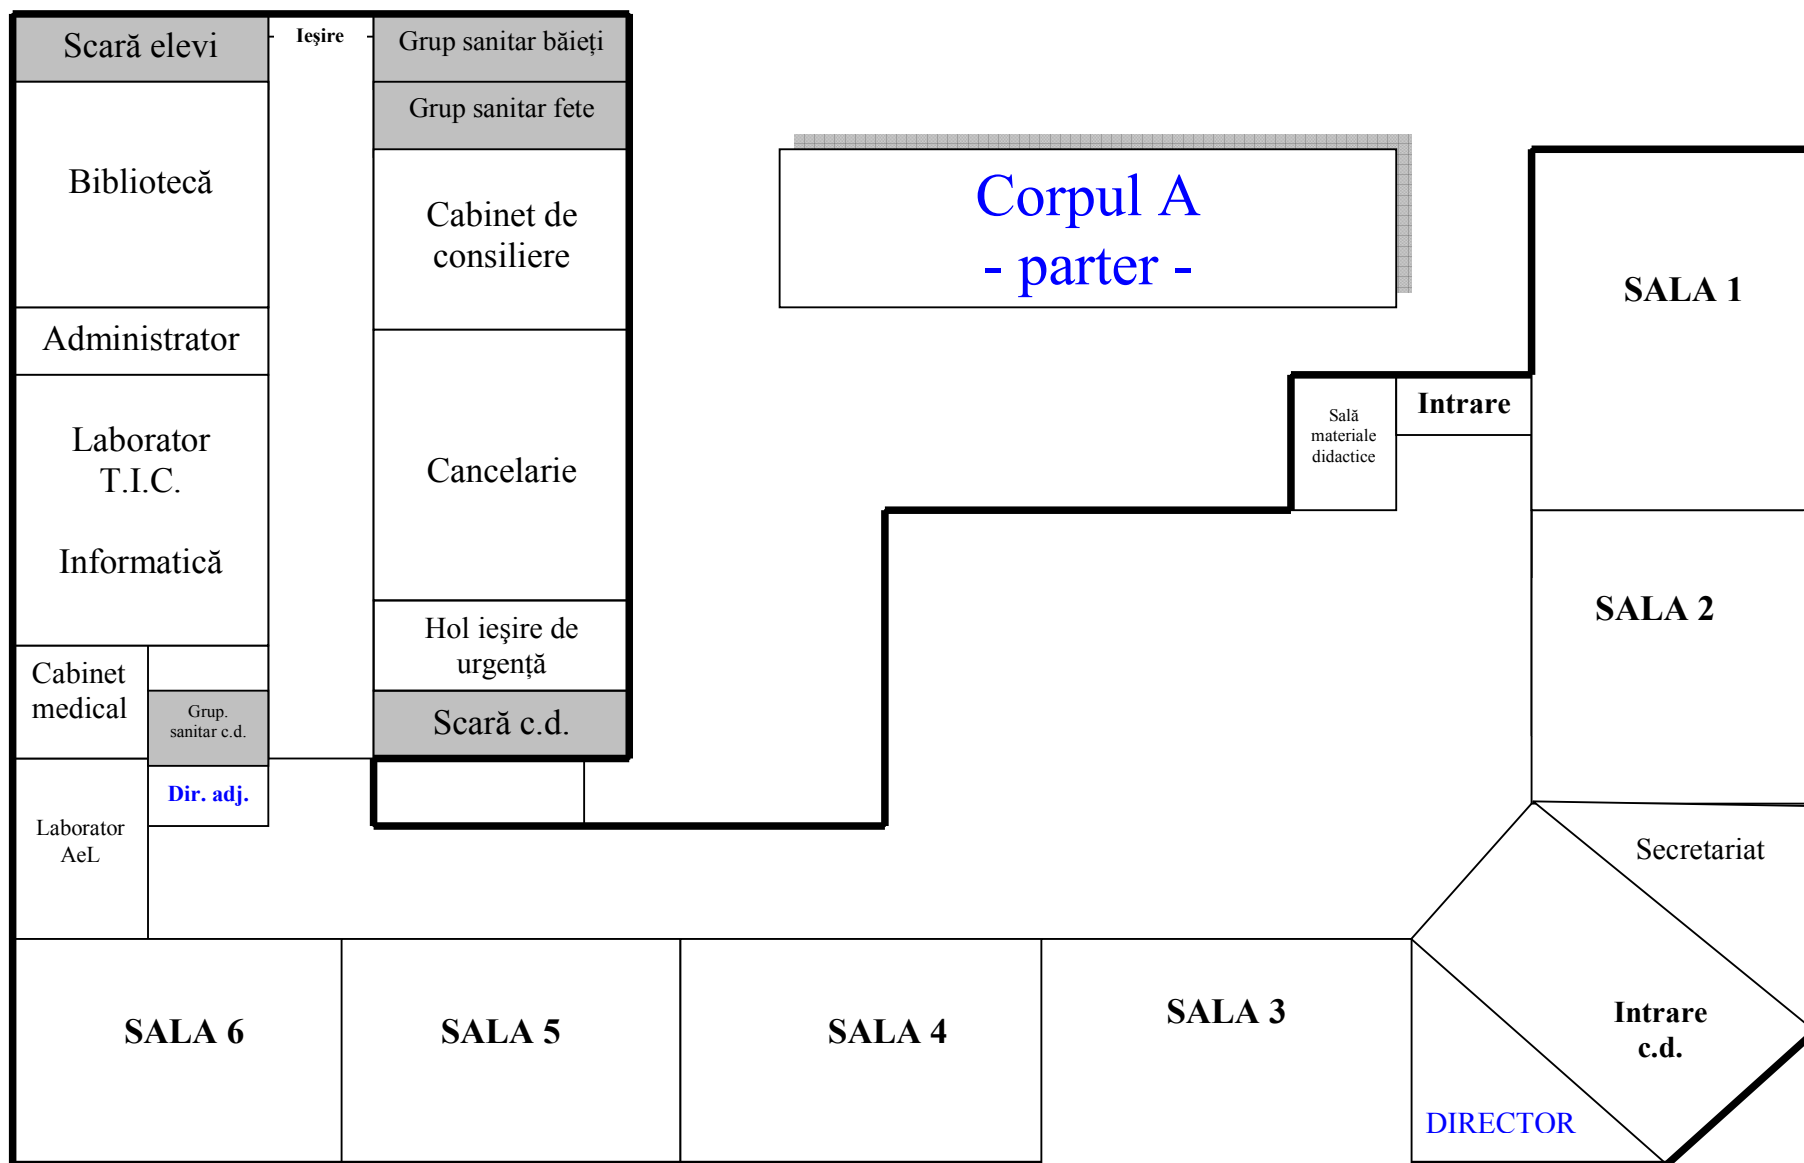 Scară elevi
Ieşire
Grup sanitar băieți
Grup sanitar fete
Bibliotecă
Cabinet de
consiliere
Corpul A
- parter -
SALA 1
Administrator
Laborator
T.I.C.
Informatică
Cancelarie
Sală
materiale
didactice
Intrare
SALA 2
Hol ieşire de
urgență
Cabinet
medical
Grup.
sanitar c.d.
Scară c.d.
Dir. adj.
Laborator
AeL
Secretariat
SALA 6
SALA 5
SALA 4
SALA 3
Intrare
c.d.
DIRECTOR